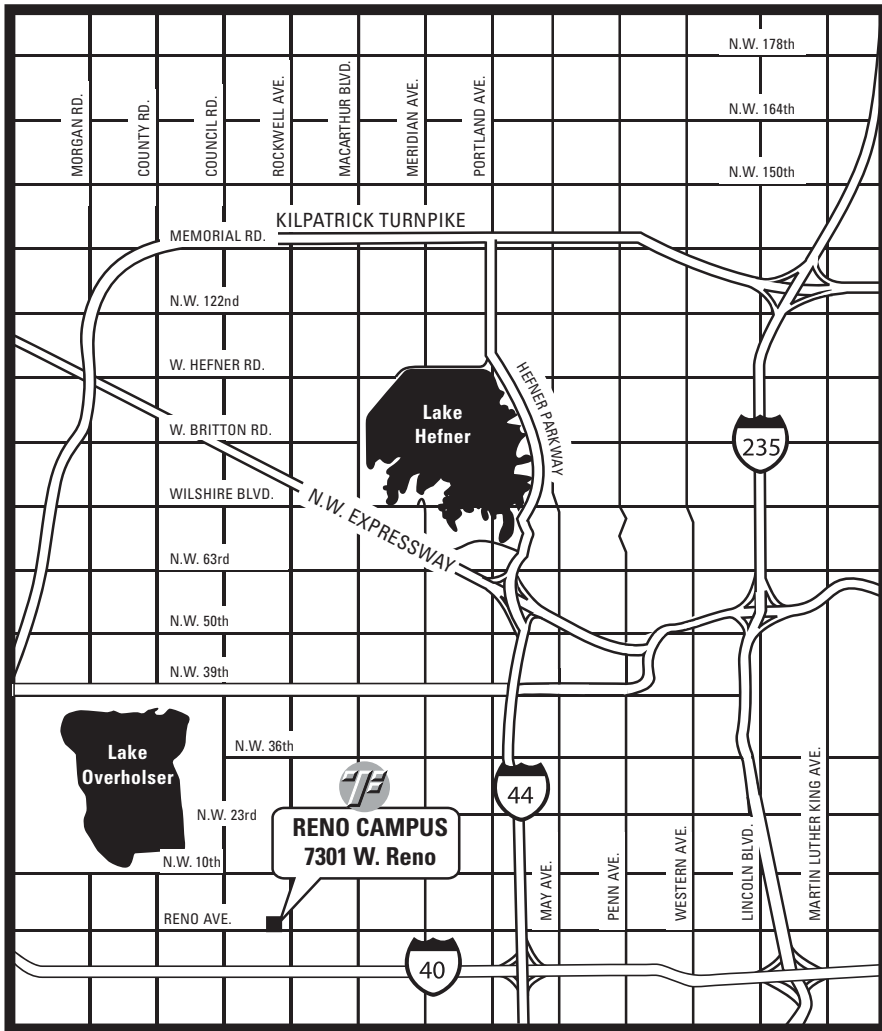 N.W. 178th
N.W. 164th
N.W. 150th
MORGAN RD.
COUNTY RD.
COUNCIL RD.
ROCKWELL AVE.
MACARTHUR BLVD.
MERIDIAN AVE.
PORTLAND AVE.
KILPATRICK TURNPIKE
MEMORIAL RD.
N.W. 122nd
W. HEFNER RD.
HEFNER PARKWAY
Lake
Hefner
W. BRITTON RD.
235
WILSHIRE BLVD.
N.W. EXPRESSWAY
N.W. 63rd
N.W. 50th
N.W. 39th
Lake
Overholser
N.W. 36th
44
N.W. 23rd
RENO CAMPUS
7301 W. Reno
N.W. 10th
RENO AVE.
MAY AVE.
PENN AVE.
WESTERN AVE.
LINCOLN BLVD.
MARTIN LUTHER KING AVE.
40